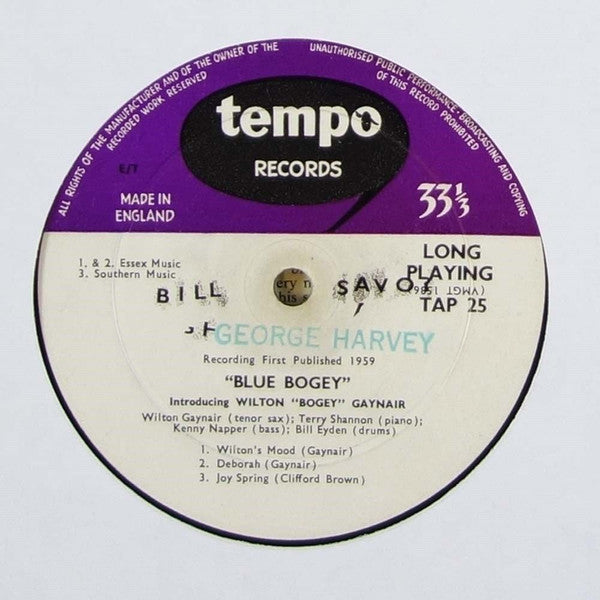 ALL RIGHTS OF THE MANUFACTURER AND OF THE OWNER OF THE
RECORDED WORK RESERVED
UNAUTHORISED PUBLIC PERFORMANCE · BROADCASTING AND COPYING
OF THIS RECORD PROHIBITED
tempo
RECORDS
E/T
MADE IN
ENGLAND
33⅓
1. & 2. Essex Music
3. Southern Music
LONG
PLAYING
(VMGT 1586)
TAP 25
BILL SAVOY
GEORGE HARVEY
Recording First Published 1959
"BLUE BOGEY"
Introducing WILTON "BOGEY" GAYNAIR
Wilton Gaynair (tenor sax); Terry Shannon (piano);
Kenny Napper (bass); Bill Eyden (drums)
1. Wilton's Mood (Gaynair)
2. Deborah (Gaynair)
3. Joy Spring (Clifford Brown)